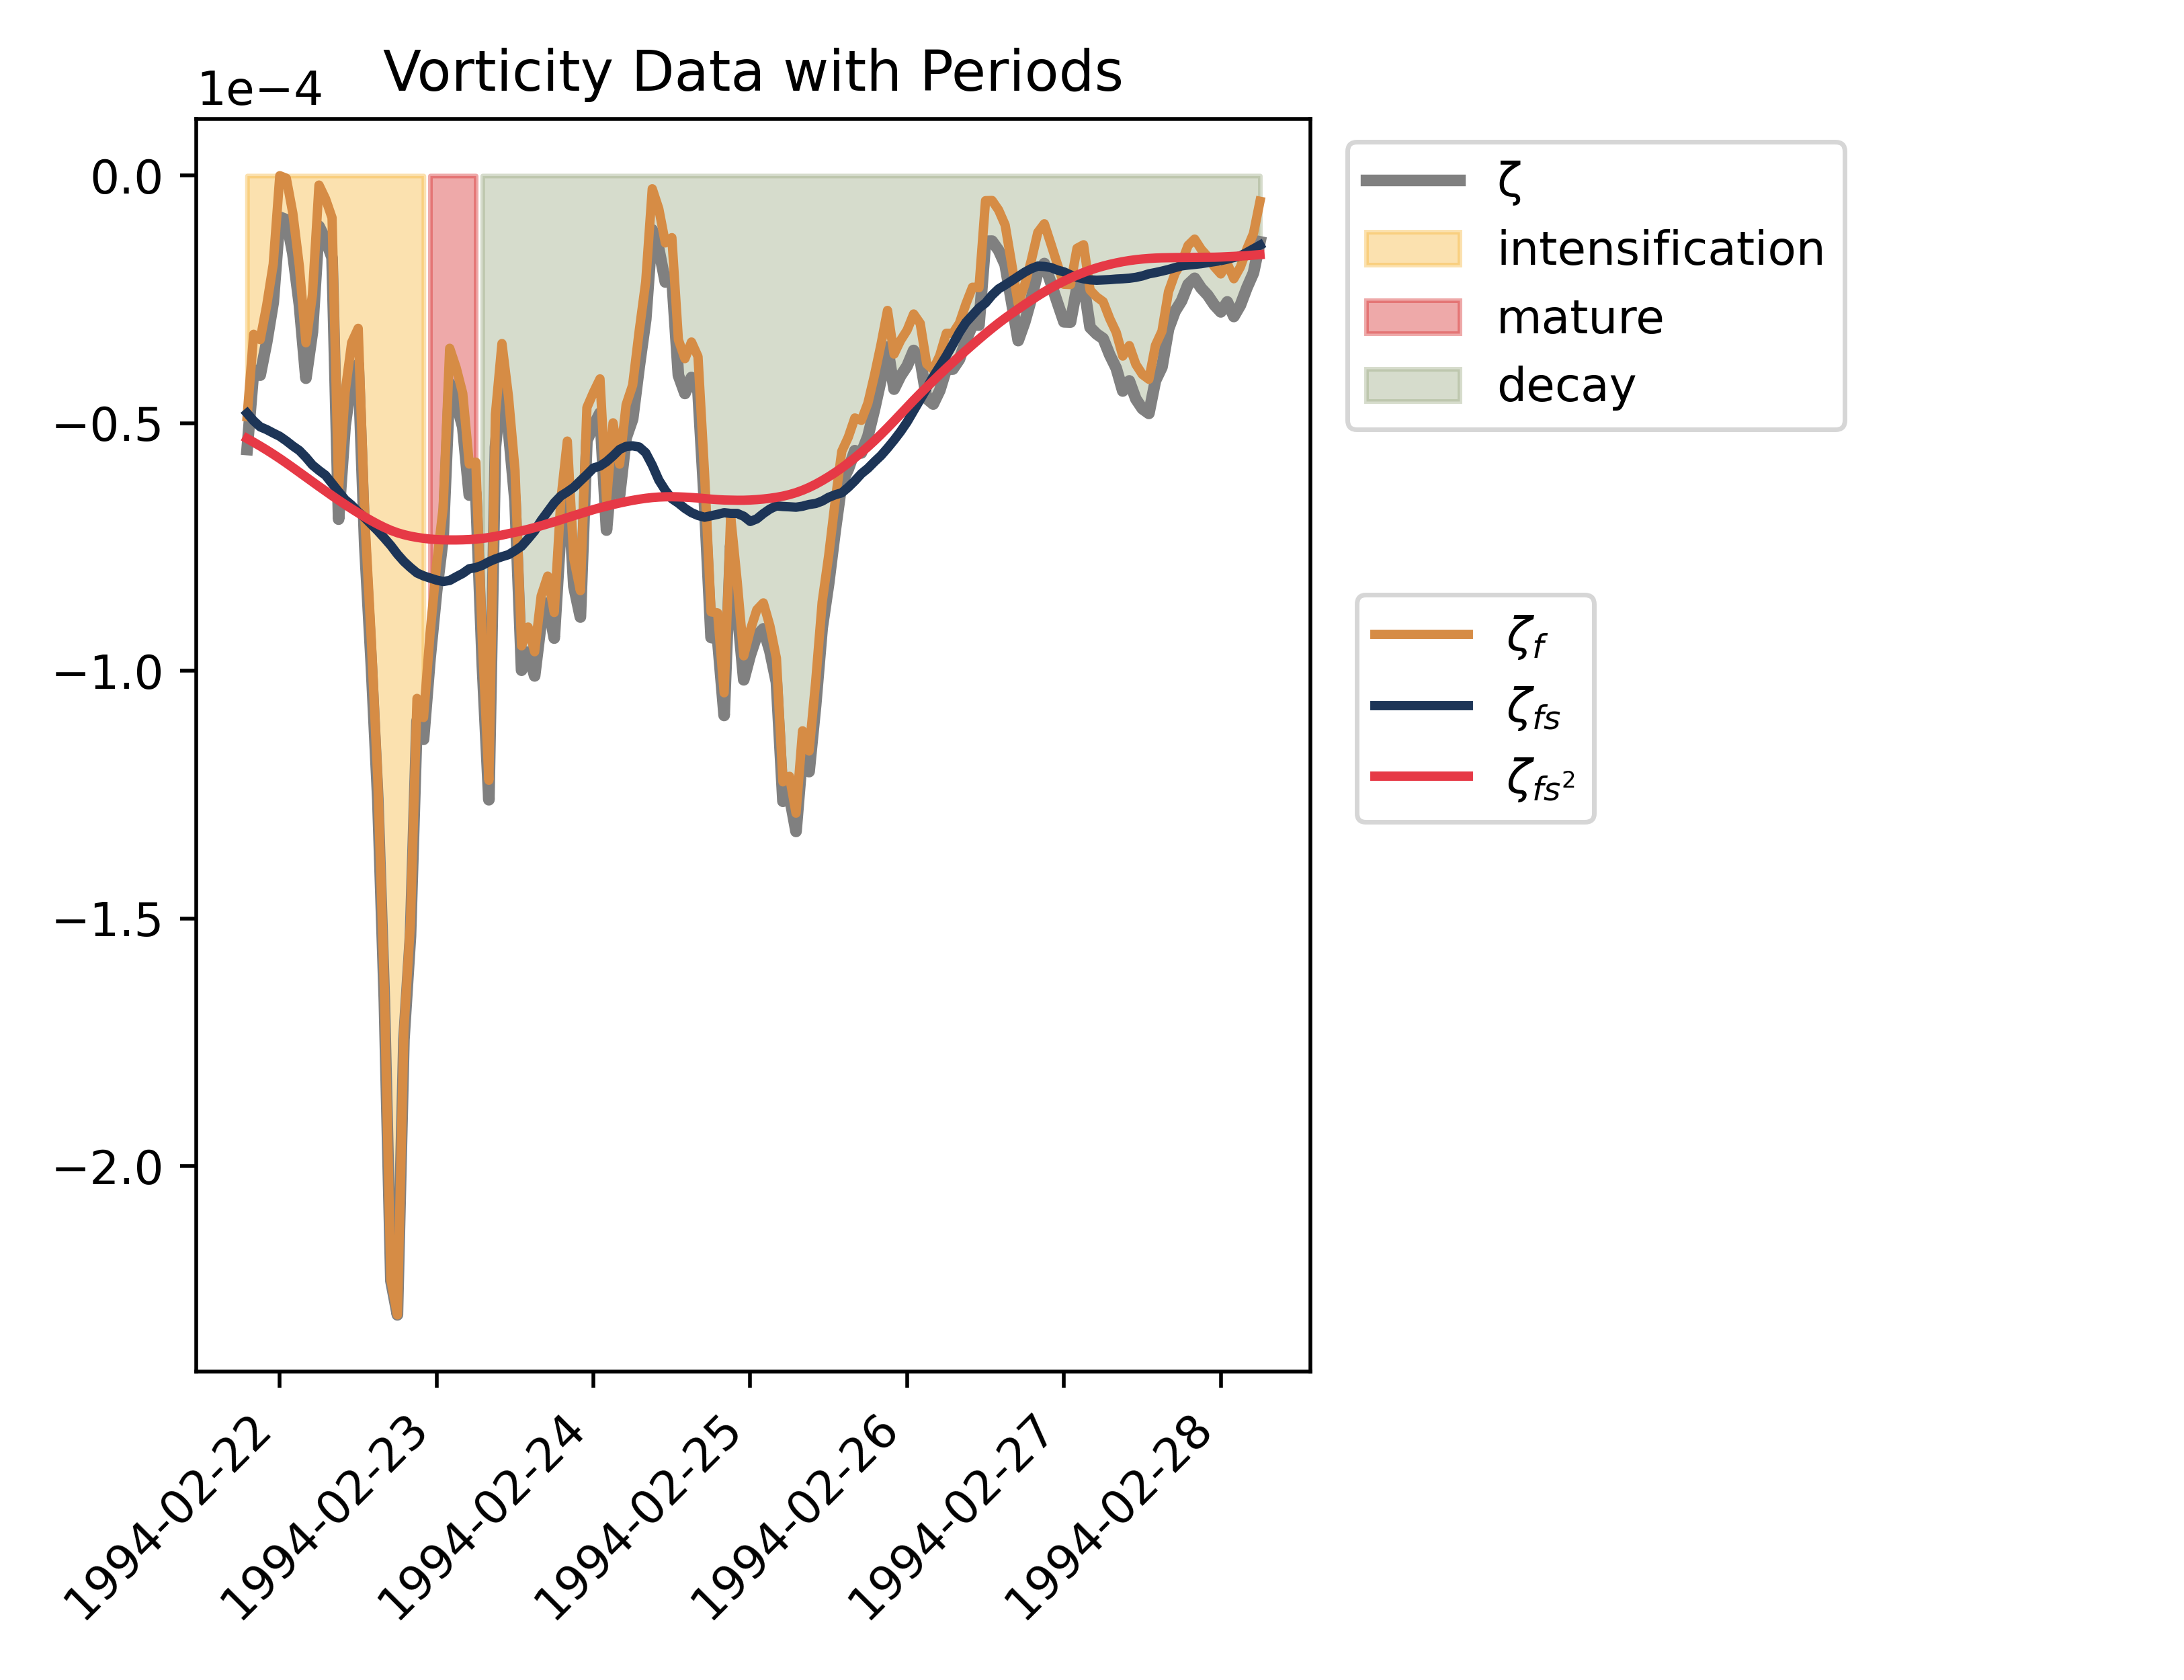 Vorticity Data with Periods
1e−4
0.0
−0.5
−1.0
−1.5
−2.0
1994-02-22
1994-02-23
1994-02-24
1994-02-25
1994-02-26
1994-02-27
1994-02-28
ζ
intensification
mature
decay
ζ_f
ζ_fs
ζ_fs²